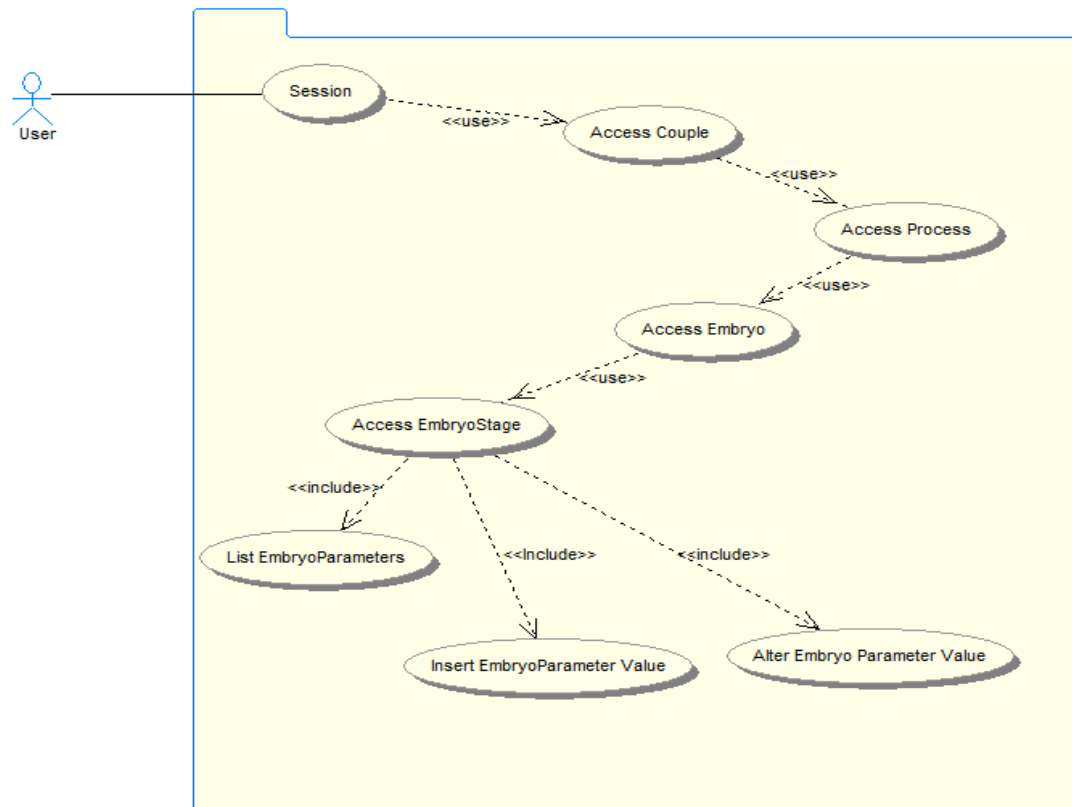 Session
<<use>>
Access Couple
User
<<use>>
Access Process
<<use>>
Access Embryo
<<use>>
Access EmbryoStage
<<include>>
<<Include>>
<<include>>
List EmbryoParameters
Insert EmbryoParameter Value
Alter Embryo Parameter Value